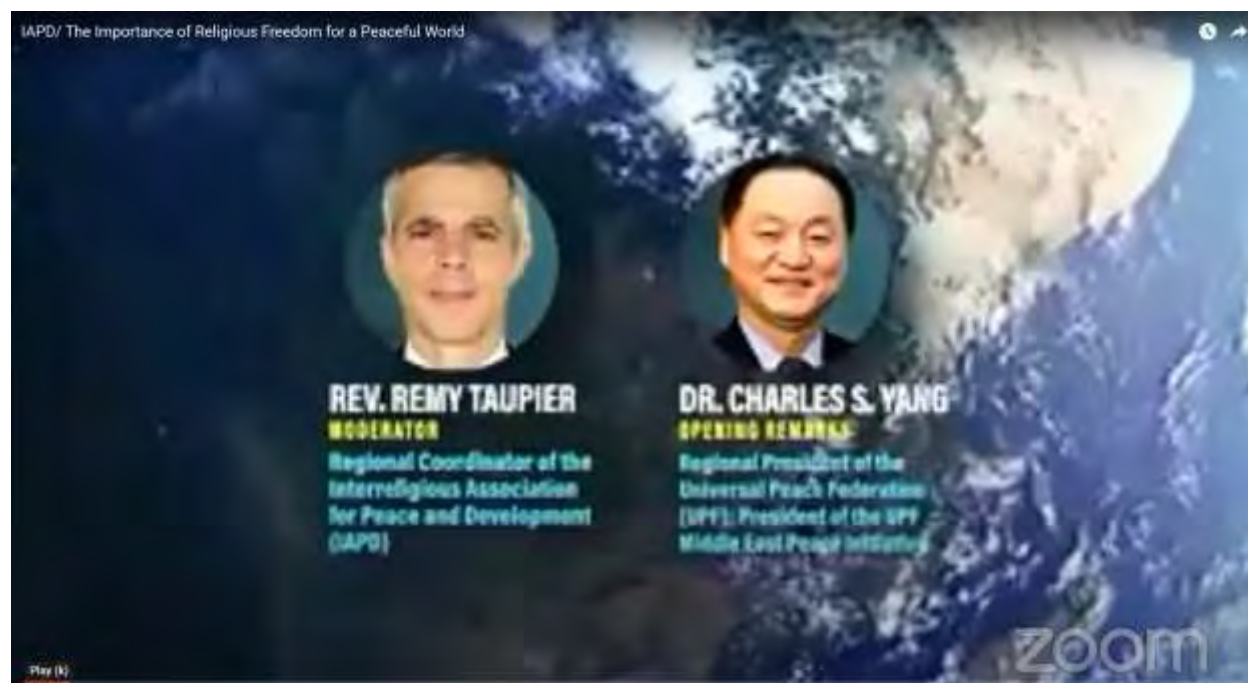 IAPD/ The Importance of Religious Freedom for a Peaceful World
REV. REMY TAUPIER
MODERATOR
Regional Coordinator of the
Interreligious Association
for Peace and Development
(IAPD)
DR. CHARLES S. YANG
OPENING REMARKS
Regional President of the
Universal Peace Federation
(UPF); President of the UPF
Middle East Peace Initiative
zoom
Play (k)